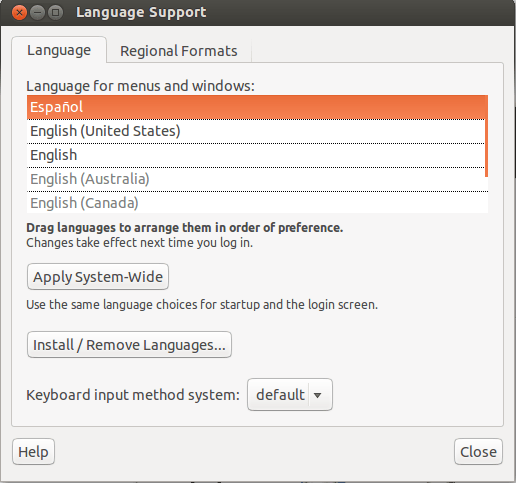 Language Support
Language
Regional Formats
Language for menus and windows:
Español
English (United States)
English
English (Australia)
English (Canada)
Drag languages to arrange them in order of preference.
Changes take effect next time you log in.
Apply System-Wide
Use the same language choices for startup and the login screen.
Install / Remove Languages...
Keyboard input method system: default
Help
Close